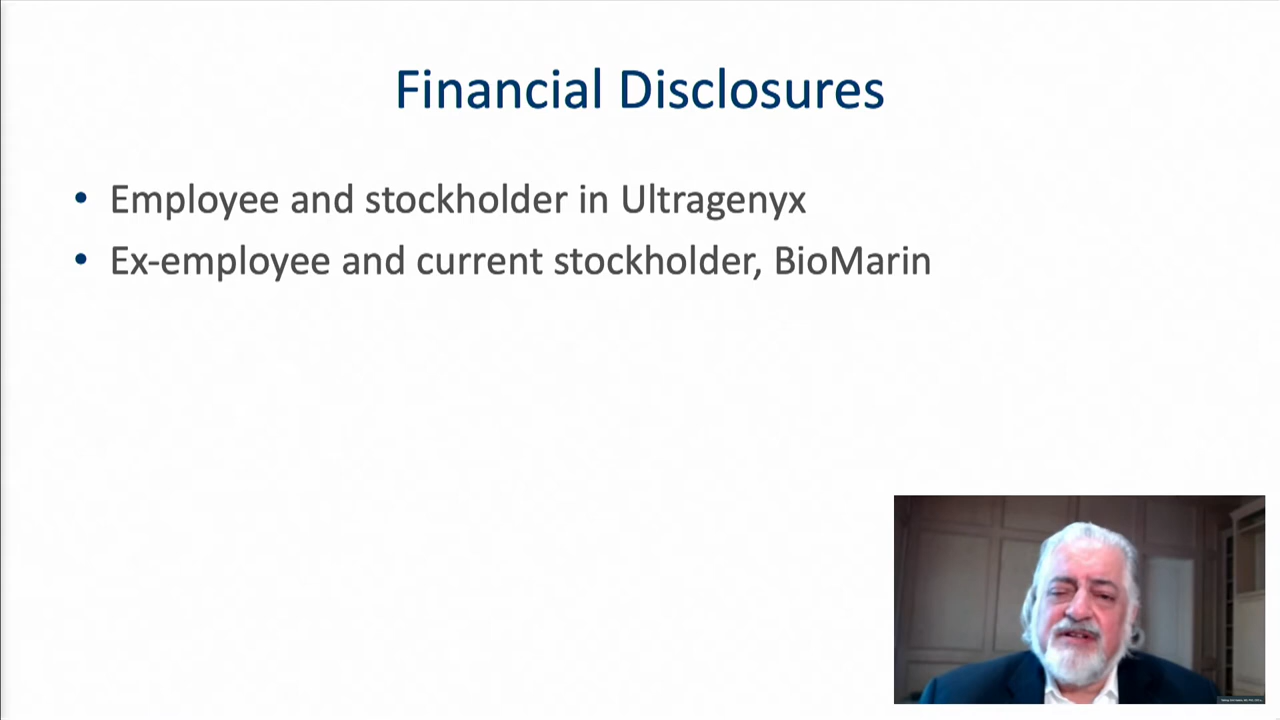 Financial Disclosures
• Employee and stockholder in Ultragenyx
• Ex-employee and current stockholder, BioMarin